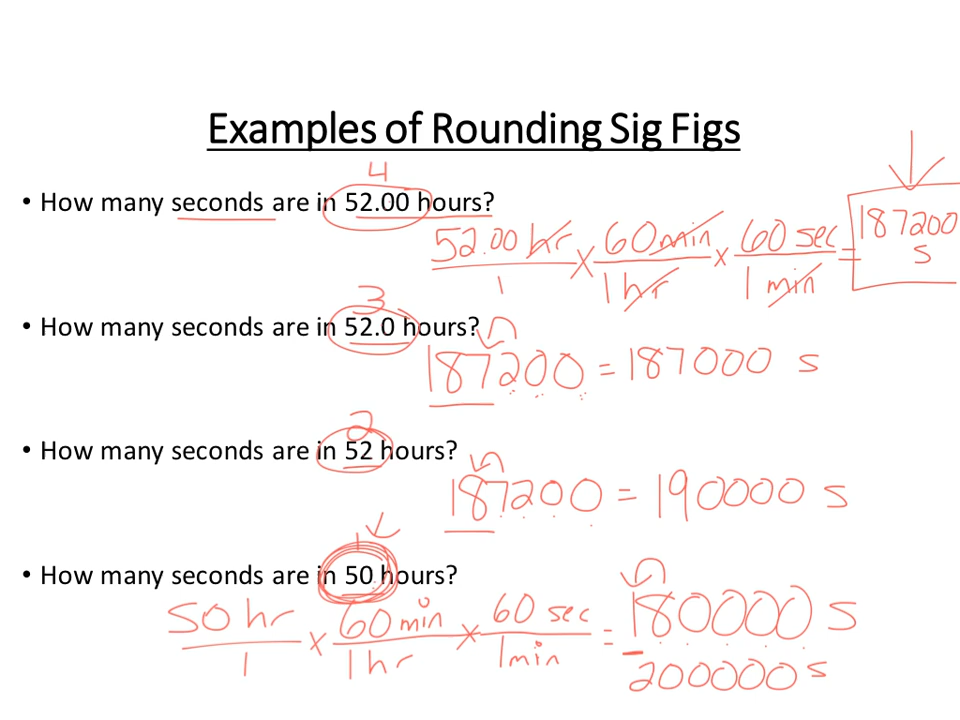 Examples of Rounding Sig Figs
4
• How many seconds are in 52.00 hours?
52.00 hr × 60 min × 60 sec = 187200
1 1 hr 1 min s
3
• How many seconds are in 52.0 hours?
187200 = 187000 s
2
• How many seconds are in 52 hours?
187200 = 190000 s
1
• How many seconds are in 50 hours?
50 hr × 60 min × 60 sec = 180000 s
1 1 hr 1 min
200000 s